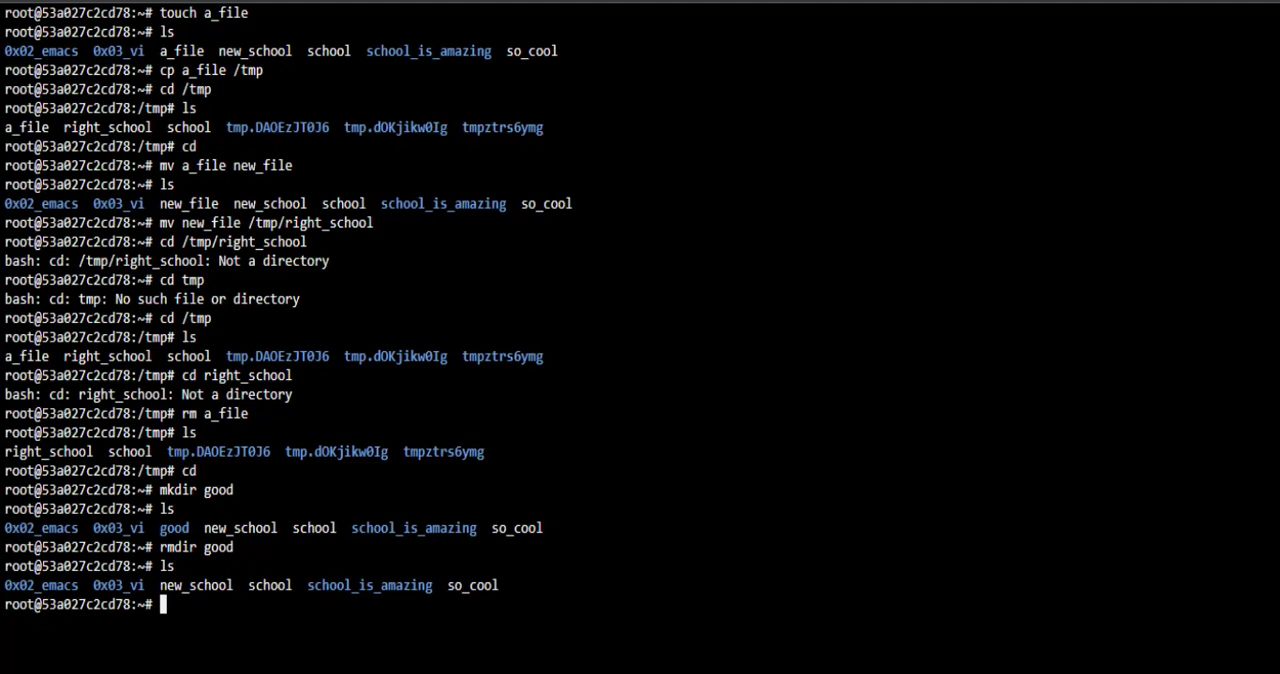 root@53a027c2cd78:~# touch a_file
root@53a027c2cd78:~# ls
0x02_emacs  0x03_vi  a_file  new_school  school  school_is_amazing  so_cool
root@53a027c2cd78:~# cp a_file /tmp
root@53a027c2cd78:~# cd /tmp
root@53a027c2cd78:/tmp# ls
a_file  right_school  school  tmp.DAOEzJT0J6  tmp.dOKjikw0Ig  tmpztrs6ymg
root@53a027c2cd78:/tmp# cd
root@53a027c2cd78:~# mv a_file new_file
root@53a027c2cd78:~# ls
0x02_emacs  0x03_vi  new_file  new_school  school  school_is_amazing  so_cool
root@53a027c2cd78:~# mv new_file /tmp/right_school
root@53a027c2cd78:~# cd /tmp/right_school
bash: cd: /tmp/right_school: Not a directory
root@53a027c2cd78:~# cd tmp
bash: cd: tmp: No such file or directory
root@53a027c2cd78:~# cd /tmp
root@53a027c2cd78:/tmp# ls
a_file  right_school  school  tmp.DAOEzJT0J6  tmp.dOKjikw0Ig  tmpztrs6ymg
root@53a027c2cd78:/tmp# cd right_school
bash: cd: right_school: Not a directory
root@53a027c2cd78:/tmp# rm a_file
root@53a027c2cd78:/tmp# ls
right_school  school  tmp.DAOEzJT0J6  tmp.dOKjikw0Ig  tmpztrs6ymg
root@53a027c2cd78:/tmp# cd
root@53a027c2cd78:~# mkdir good
root@53a027c2cd78:~# ls
0x02_emacs  0x03_vi  good  new_school  school  school_is_amazing  so_cool
root@53a027c2cd78:~# rmdir good
root@53a027c2cd78:~# ls
0x02_emacs  0x03_vi  new_school  school  school_is_amazing  so_cool
root@53a027c2cd78:~#